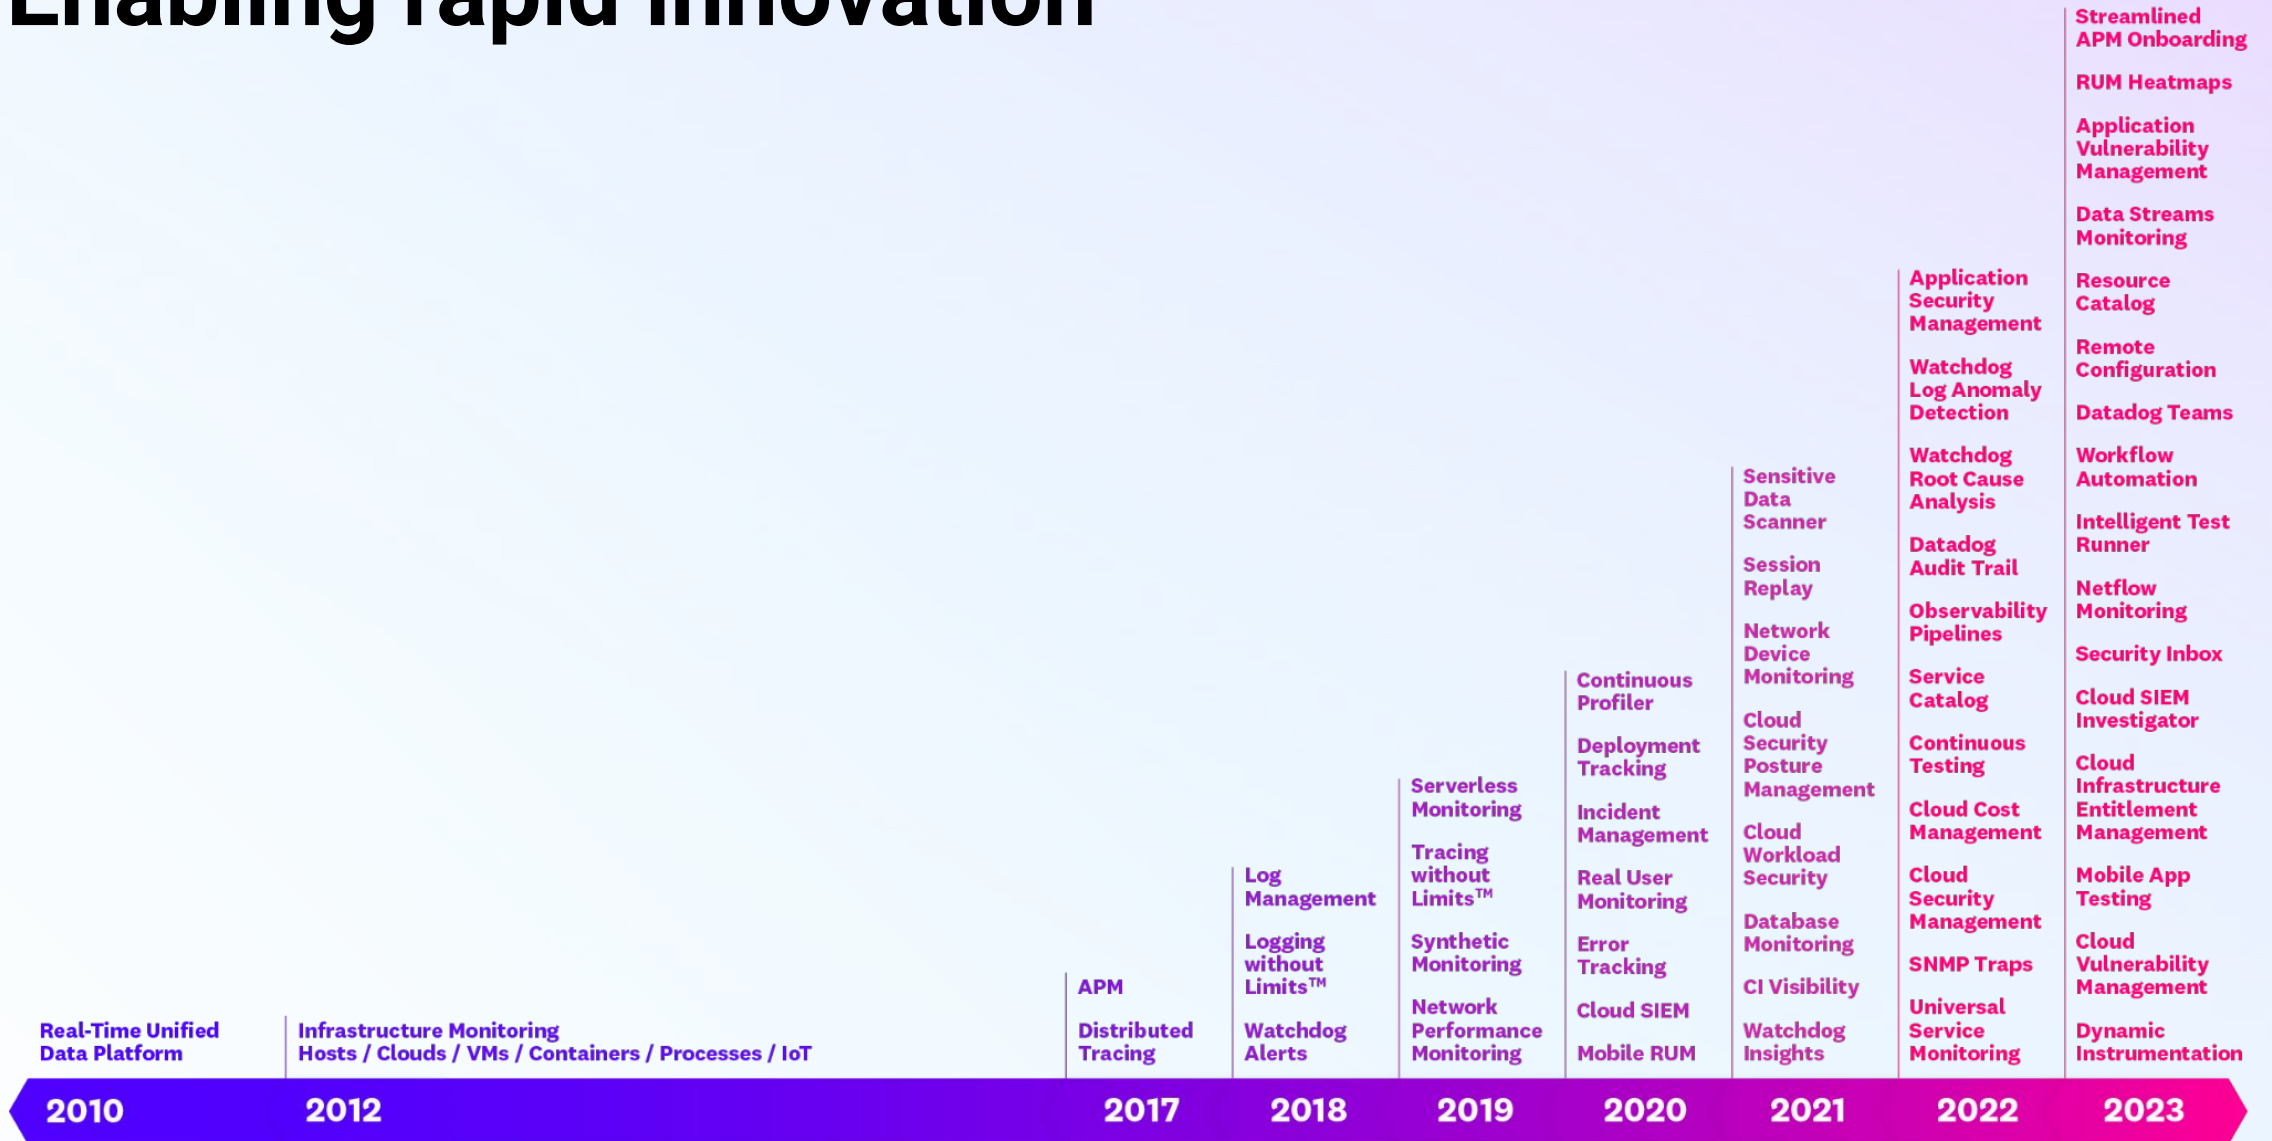 Enabling rapid innovation
Real-Time Unified
Data Platform
2010
Infrastructure Monitoring
Hosts / Clouds / VMs / Containers / Processes / IoT
2012
APM
Distributed
Tracing
2017
Log
Management
Logging
without
Limits™
Watchdog
Alerts
2018
Serverless
Monitoring
Tracing
without
Limits™
Synthetic
Monitoring
Network
Performance
Monitoring
2019
Continuous
Profiler
Deployment
Tracking
Incident
Management
Real User
Monitoring
Error
Tracking
Cloud SIEM
Mobile RUM
2020
Sensitive
Data
Scanner
Session
Replay
Network
Device
Monitoring
Cloud
Security
Posture
Management
Cloud
Workload
Security
Database
Monitoring
CI Visibility
Watchdog
Insights
2021
Application
Security
Management
Watchdog
Log Anomaly
Detection
Watchdog
Root Cause
Analysis
Datadog
Audit Trail
Observability
Pipelines
Service
Catalog
Continuous
Testing
Cloud Cost
Management
Cloud
Security
Management
SNMP Traps
Universal
Service
Monitoring
2022
Streamlined
APM Onboarding
RUM Heatmaps
Application
Vulnerability
Management
Data Streams
Monitoring
Resource
Catalog
Remote
Configuration
Datadog Teams
Workflow
Automation
Intelligent Test
Runner
Netflow
Monitoring
Security Inbox
Cloud SIEM
Investigator
Cloud
Infrastructure
Entitlement
Management
Mobile App
Testing
Cloud
Vulnerability
Management
Dynamic
Instrumentation
2023